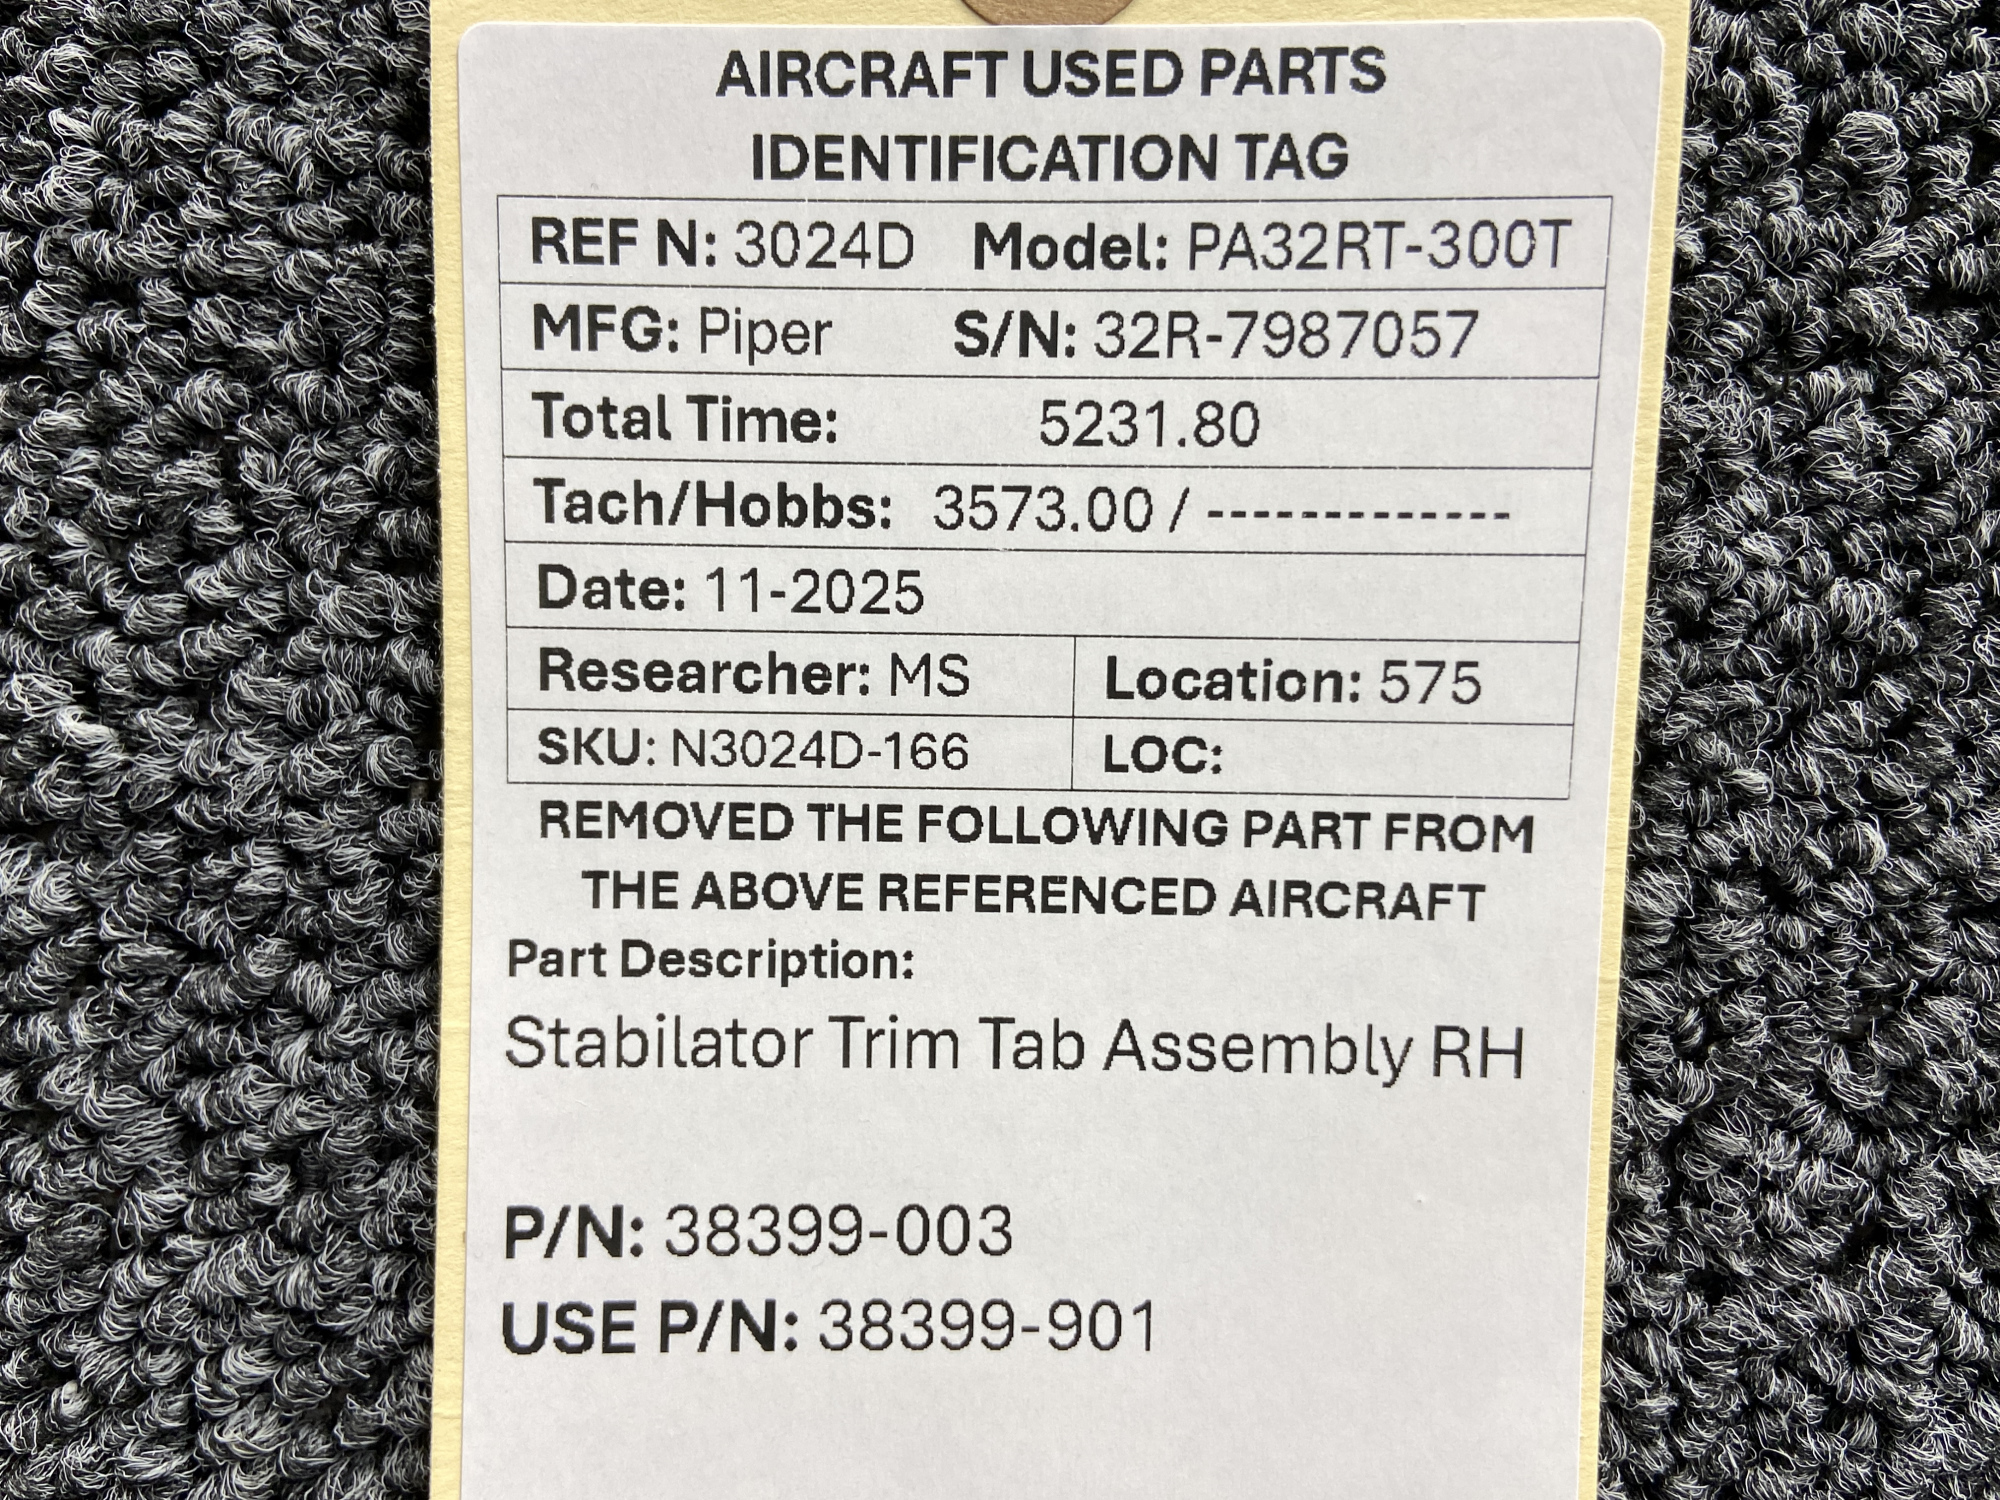 AIRCRAFT USED PARTS
IDENTIFICATION TAG
REF N: 3024D Model: PA32RT-300T
MFG: Piper S/N: 32R-7987057
Total Time: 5231.80
Tach/Hobbs: 3573.00 / -------------
Date: 11-2025
Researcher: MS Location: 575
SKU: N3024D-166 LOC:
REMOVED THE FOLLOWING PART FROM
THE ABOVE REFERENCED AIRCRAFT
Part Description:
Stabilator Trim Tab Assembly RH
P/N: 38399-003
USE P/N: 38399-901